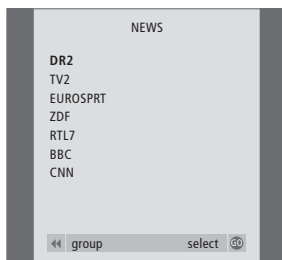 NEWS
DR2
TV2
EUROSPRT
ZDF
RTL7
BBC
CNN
group select GO